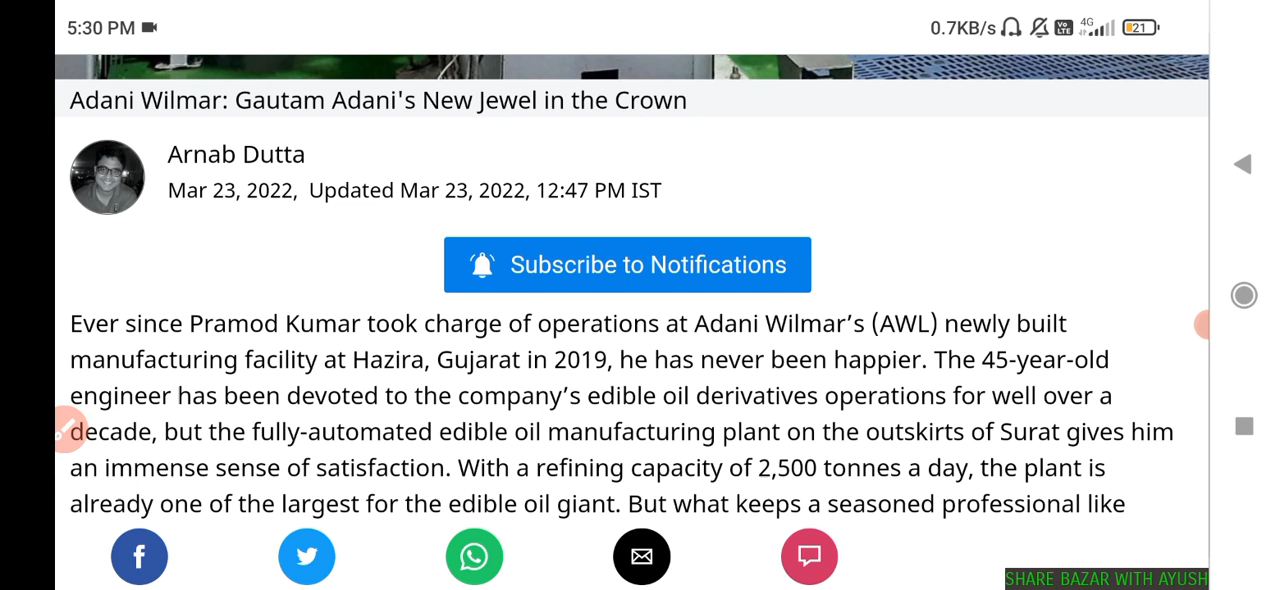 5:30 PM
0.7KB/s Vo LTE 4G 21
Adani Wilmar: Gautam Adani's New Jewel in the Crown
Arnab Dutta
Mar 23, 2022, Updated Mar 23, 2022, 12:47 PM IST
Subscribe to Notifications
Ever since Pramod Kumar took charge of operations at Adani Wilmar’s (AWL) newly built
manufacturing facility at Hazira, Gujarat in 2019, he has never been happier. The 45-year-old
engineer has been devoted to the company’s edible oil derivatives operations for well over a
decade, but the fully-automated edible oil manufacturing plant on the outskirts of Surat gives him
an immense sense of satisfaction. With a refining capacity of 2,500 tonnes a day, the plant is
already one of the largest for the edible oil giant. But what keeps a seasoned professional like
f
SHARE BAZAR WITH AYUSH